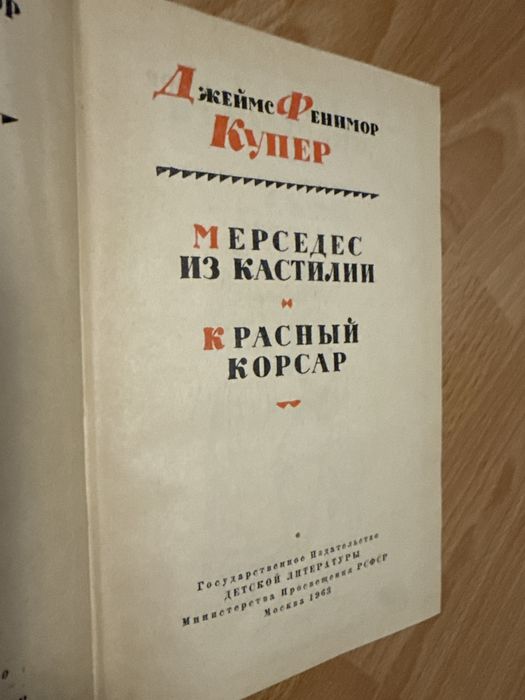 Джеймс Фенимор
Купер
Мерседес
из Кастилии
Красный
корсар
Государственное Издательство
ДЕТСКОЙ ЛИТЕРАТУРЫ
Министерства Просвещения РСФСР
Москва 1963